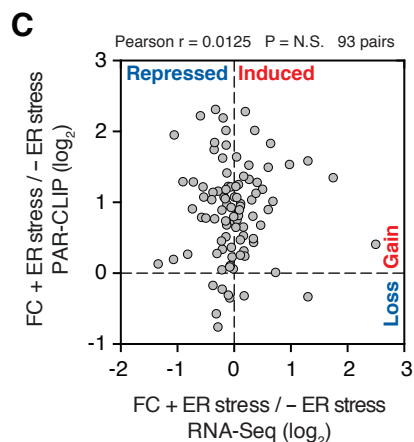 C
Pearson r = 0.0125 P = N.S. 93 pairs
Repressed Induced
FC + ER stress / – ER stress
PAR-CLIP (log2)
3
2
1
0
-1
Gain
Loss
-2 -1 0 1 2 3
FC + ER stress / – ER stress
RNA-Seq (log2)